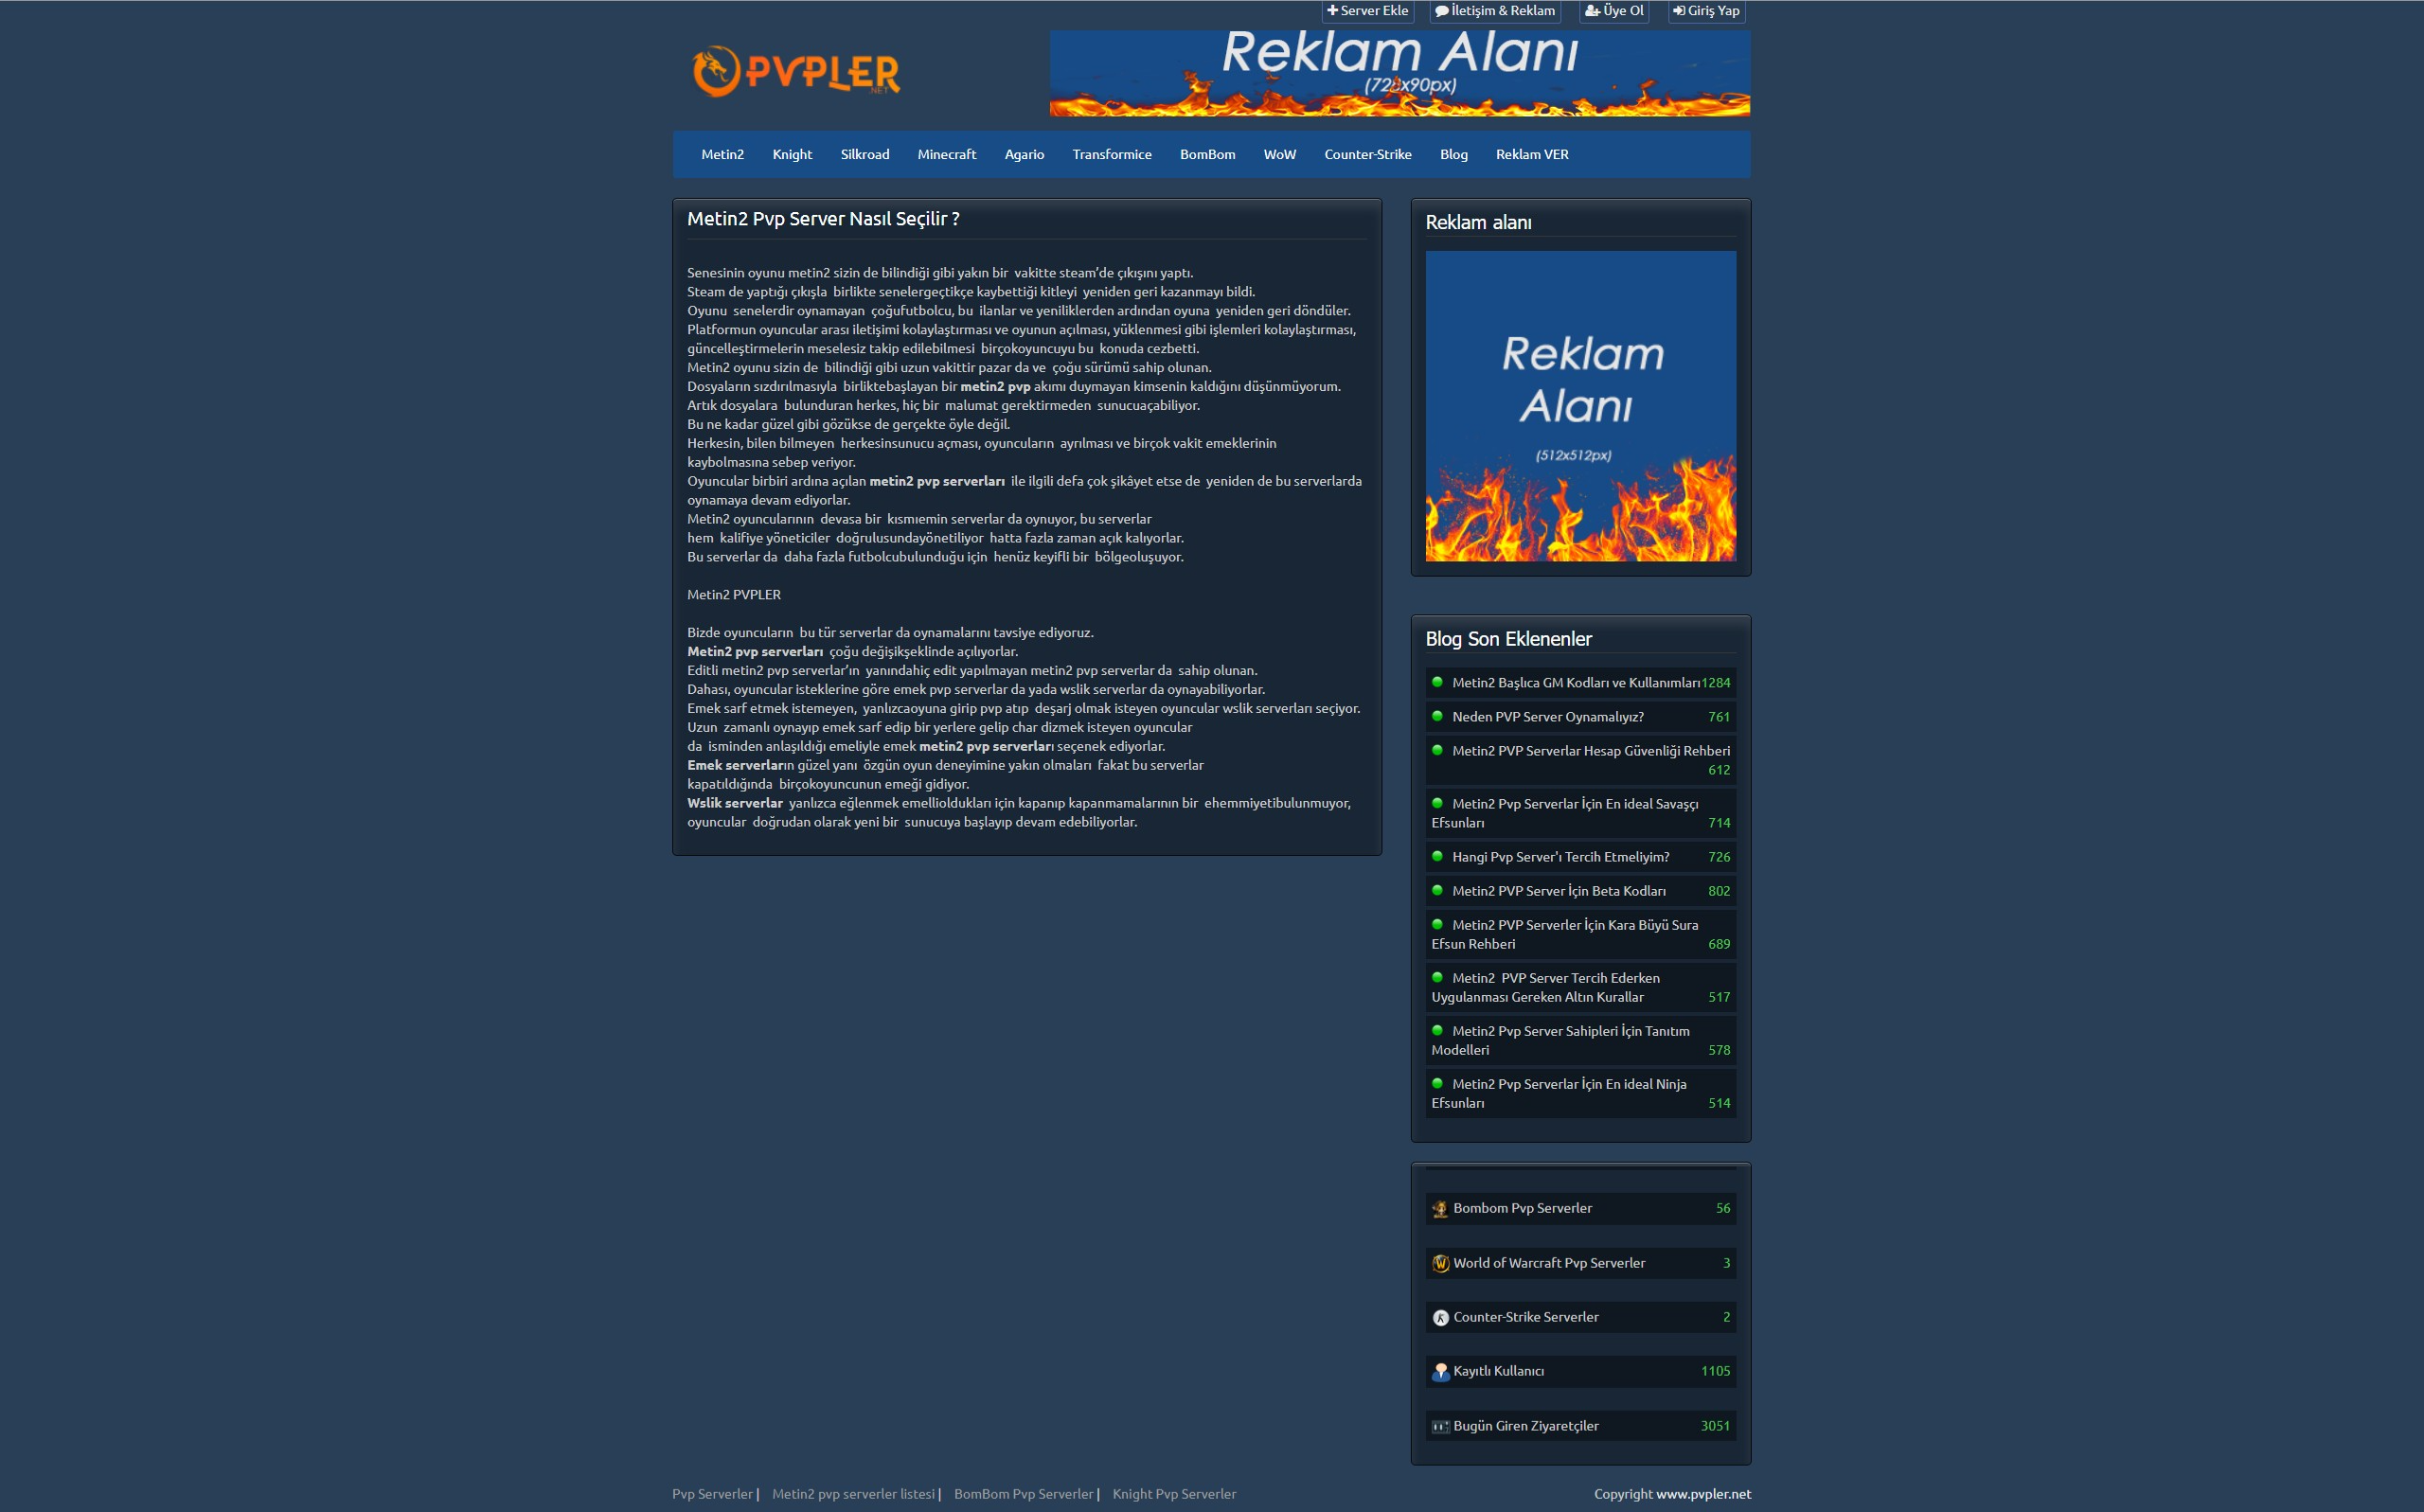 Server Ekle
İletişim & Reklam
Üye Ol
Giriş Yap
PVPLER
NET
Reklam Alanı
(728x90px)
Metin2
Knight
Silkroad
Minecraft
Agario
Transformice
BomBom
WoW
Counter-Strike
Blog
Reklam VER
Metin2 Pvp Server Nasıl Seçilir ?
Senesinin oyunu metin2 sizin de bilindiği gibi yakın bir  vakitte steam’de çıkışını yaptı.
Steam de yaptığı çıkışla  birlikte senelergeçtikçe kaybettiği kitleyi  yeniden geri kazanmayı bildi.
Oyunu  senelerdir oynamayan  çoğufutbolcu, bu  ilanlar ve yeniliklerden ardından oyuna  yeniden geri döndüler.
Platformun oyuncular arası iletişimi kolaylaştırması ve oyunun açılması, yüklenmesi gibi işlemleri kolaylaştırması,
güncelleştirmelerin meselesiz takip edilebilmesi  birçokoyuncuyu bu  konuda cezbetti.
Metin2 oyunu sizin de  bilindiği gibi uzun vakittir pazar da ve  çoğu sürümü sahip olunan.
Dosyaların sızdırılmasıyla  birliktebaşlayan bir metin2 pvp akımı duymayan kimsenin kaldığını düşünmüyorum.
Artık dosyalara  bulunduran herkes, hiç bir  malumat gerektirmeden  sunucuaçabiliyor.
Bu ne kadar güzel gibi gözükse de gerçekte öyle değil.
Herkesin, bilen bilmeyen  herkesinsunucu açması, oyuncuların  ayrılması ve birçok vakit emeklerinin
kaybolmasına sebep veriyor.
Oyuncular birbiri ardına açılan metin2 pvp serverları  ile ilgili defa çok şikâyet etse de  yeniden de bu serverlarda
oynamaya devam ediyorlar.
Metin2 oyuncularının  devasa bir  kısmıemin serverlar da oynuyor, bu serverlar
hem  kalifiye yöneticiler  doğrulusundayönetiliyor  hatta fazla zaman açık kalıyorlar.
Bu serverlar da  daha fazla futbolcubulunduğu için  henüz keyifli bir  bölgeoluşuyor.
Metin2 PVPLER
Bizde oyuncuların  bu tür serverlar da oynamalarını tavsiye ediyoruz.
Metin2 pvp serverları  çoğu değişikşeklinde açılıyorlar.
Editli metin2 pvp serverlar’ın  yanındahiç edit yapılmayan metin2 pvp serverlar da  sahip olunan.
Dahası, oyuncular isteklerine göre emek pvp serverlar da yada wslik serverlar da oynayabiliyorlar.
Emek sarf etmek istemeyen,  yanlızcaoyuna girip pvp atıp  deşarj olmak isteyen oyuncular wslik serverları seçiyor.
Uzun  zamanlı oynayıp emek sarf edip bir yerlere gelip char dizmek isteyen oyuncular
da  isminden anlaşıldığı emeliyle emek metin2 pvp serverları seçenek ediyorlar.
Emek serverların güzel yanı  özgün oyun deneyimine yakın olmaları  fakat bu serverlar
kapatıldığında  birçokoyuncunun emeği gidiyor.
Wslik serverlar  yanlızca eğlenmek emellioldukları için kapanıp kapanmamalarının bir  ehemmiyetibulunmuyor,
oyuncular  doğrudan olarak yeni bir  sunucuya başlayıp devam edebiliyorlar.
Reklam alanı
Reklam
Alanı
(512x512px)
Blog Son Eklenenler
Metin2 Başlıca GM Kodları ve Kullanımları1284
Neden PVP Server Oynamalıyız? 761
Metin2 PVP Serverlar Hesap Güvenliği Rehberi
612
Metin2 Pvp Serverlar İçin En ideal Savaşçı
Efsunları 714
Hangi Pvp Server'ı Tercih Etmeliyim? 726
Metin2 PVP Server İçin Beta Kodları 802
Metin2 PVP Serverler İçin Kara Büyü Sura
Efsun Rehberi 689
Metin2  PVP Server Tercih Ederken
Uygulanması Gereken Altın Kurallar 517
Metin2 Pvp Server Sahipleri İçin Tanıtım
Modelleri 578
Metin2 Pvp Serverlar İçin En ideal Ninja
Efsunları 514
Bombom Pvp Serverler 56
World of Warcraft Pvp Serverler 3
Counter-Strike Serverler 2
Kayıtlı Kullanıcı 1105
Bugün Giren Ziyaretçiler 3051
Pvp Serverler | Metin2 pvp serverler listesi | BomBom Pvp Serverler | Knight Pvp Serverler
Copyright www.pvpler.net